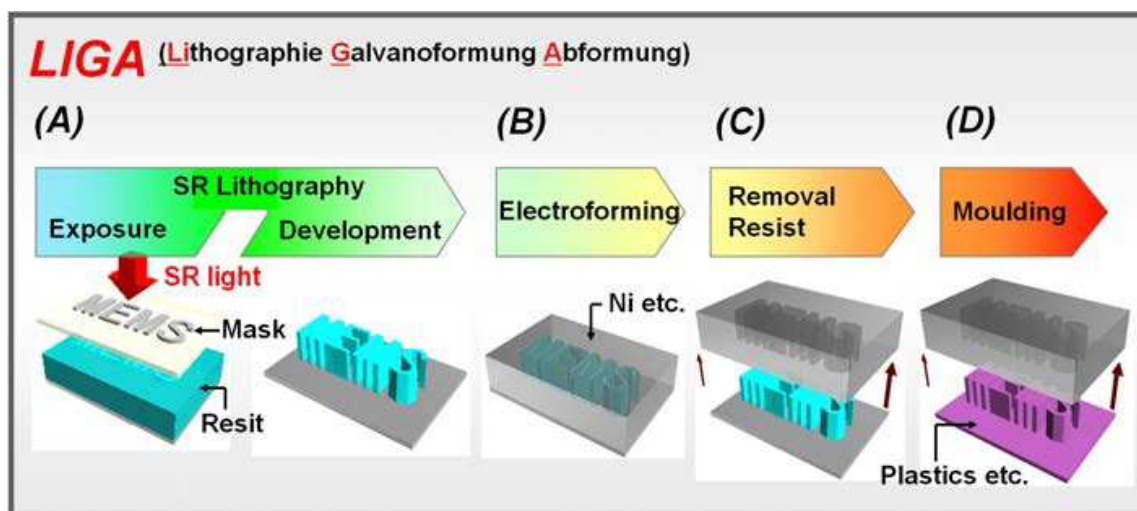 LIGA (Lithographie Galvanoformung Abformung)
(A)
(B)
(C)
(D)
SR Lithography
Exposure
Development
Electroforming
Removal
Resist
Moulding
SR light
MEMS
Mask
Resit
Ni etc.
Plastics etc.